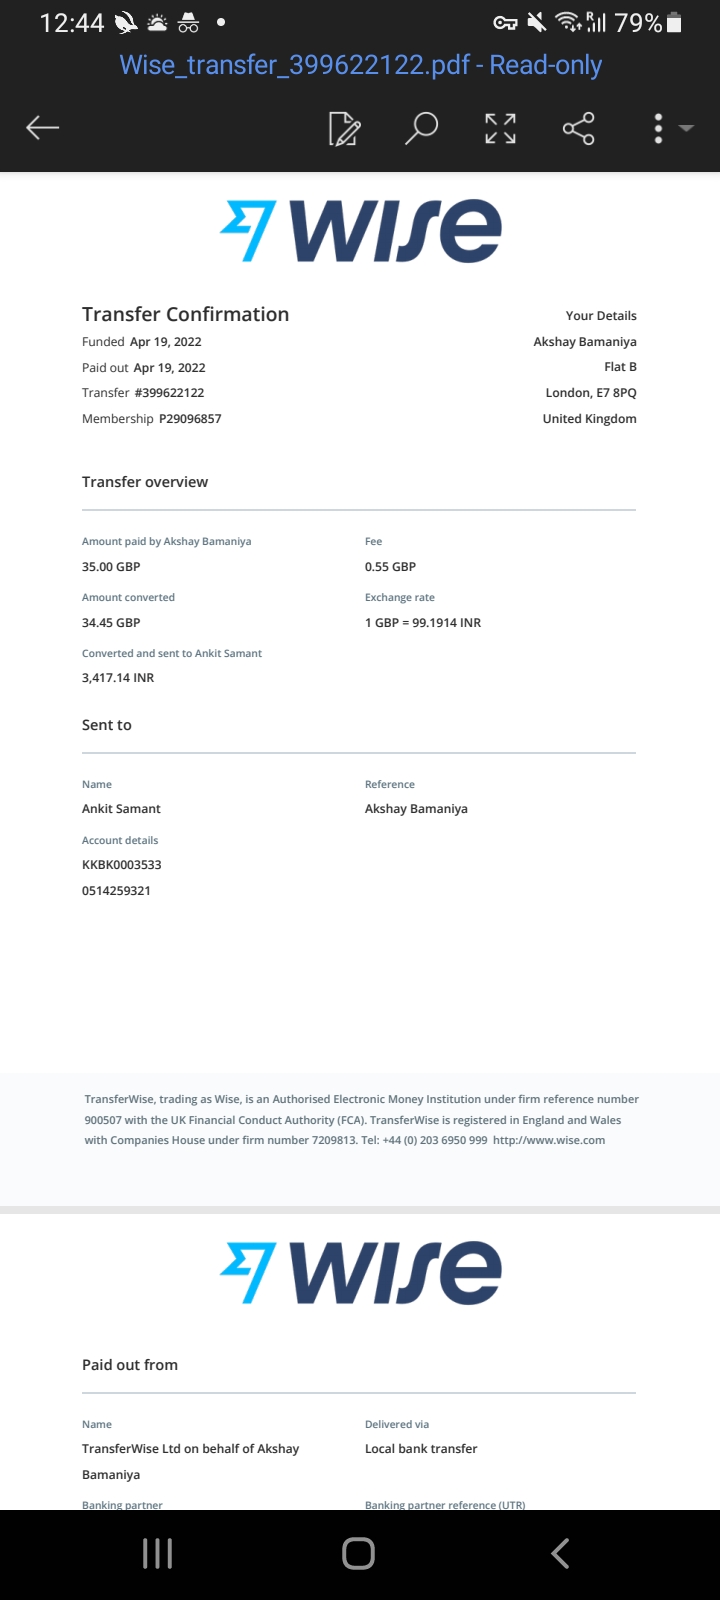 12:44
79%
Wise_transfer_399622122.pdf - Read-only
wise
Transfer Confirmation
Your Details
Funded Apr 19, 2022
Akshay Bamaniya
Paid out Apr 19, 2022
Flat B
Transfer #399622122
London, E7 8PQ
Membership P29096857
United Kingdom
Transfer overview
Amount paid by Akshay Bamaniya
Fee
35.00 GBP
0.55 GBP
Amount converted
Exchange rate
34.45 GBP
1 GBP = 99.1914 INR
Converted and sent to Ankit Samant
3,417.14 INR
Sent to
Name
Reference
Ankit Samant
Akshay Bamaniya
Account details
KKBK0003533
0514259321
TransferWise, trading as Wise, is an Authorised Electronic Money Institution under firm reference number
900507 with the UK Financial Conduct Authority (FCA). TransferWise is registered in England and Wales
with Companies House under firm number 7209813. Tel: +44 (0) 203 6950 999 http://www.wise.com
wise
Paid out from
Name
Delivered via
TransferWise Ltd on behalf of Akshay
Local bank transfer
Bamaniya
Banking partner
Banking partner reference (UTR)